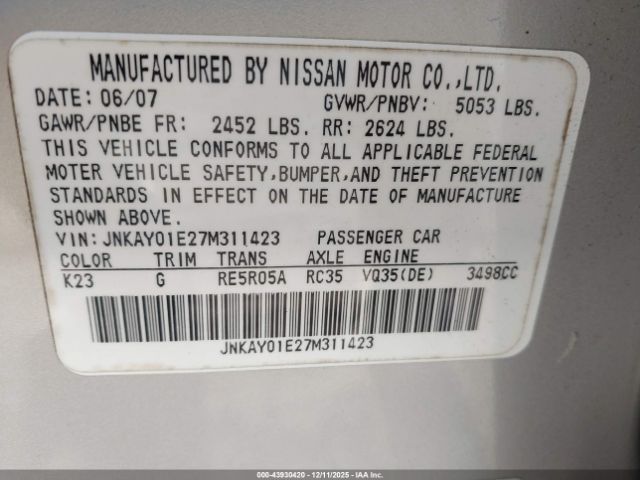 MANUFACTURED BY NISSAN MOTOR CO.,LTD.
DATE: 06/07 GVWR/PNBV: 5053 LBS.
GAWR/PNBE FR: 2452 LBS. RR: 2624 LBS.
THIS VEHICLE CONFORMS TO ALL APPLICABLE FEDERAL
MOTER VEHICLE SAFETY,BUMPER,AND THEFT PREVENTION
STANDARDS IN EFFECT ON THE DATE OF MANUFACTURE
SHOWN ABOVE.
VIN: JNKAY01E27M311423 PASSENGER CAR
COLOR TRIM TRANS AXLE ENGINE
K23 G RE5R05A RC35 VQ35(DE) 3498CC
JNKAY01E27M311423
000-43930420 - 12/11/2025 - IAA Inc.